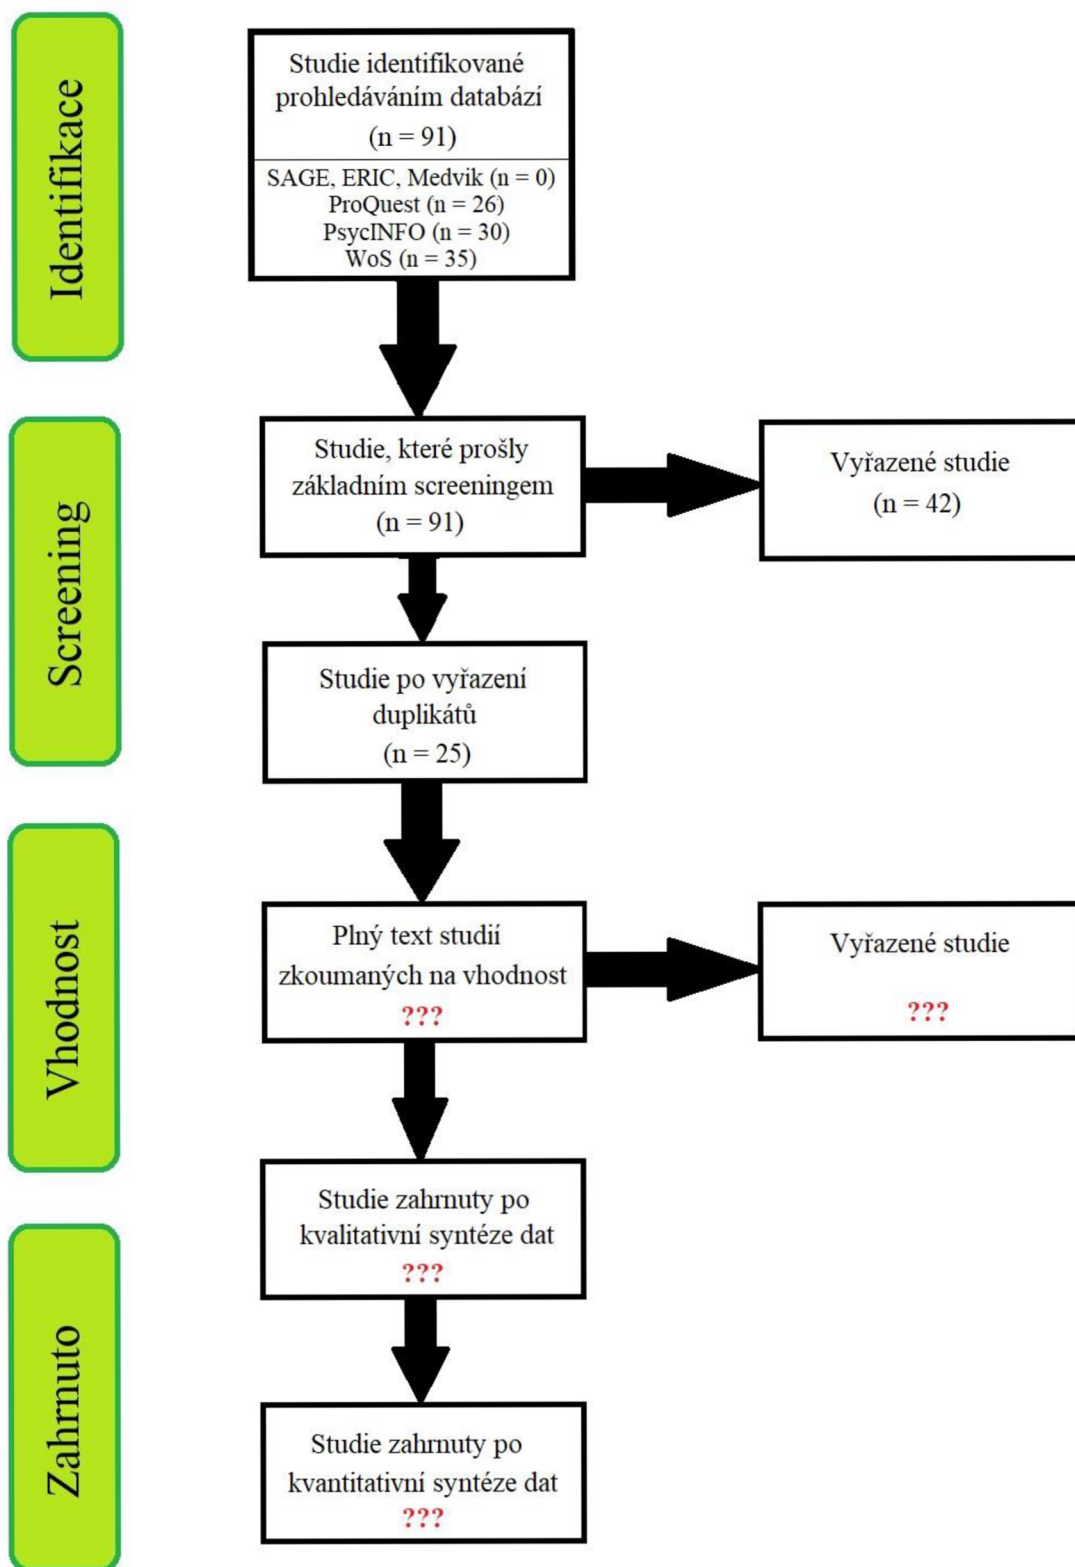 Identifikace
Studie identifikované
prohledáváním databází
(n = 91)
SAGE, ERIC, Medvik (n = 0)
ProQuest (n = 26)
PsycINFO (n = 30)
WoS (n = 35)
Screening
Studie, které prošly
základním screeningem
(n = 91)
Vyřazené studie
(n = 42)
Studie po vyřazení
duplikátů
(n = 25)
Vhodnost
Plný text studií
zkoumaných na vhodnost
???
Vyřazené studie
???
Studie zahrnuty po
kvalitativní syntéze dat
???
Zahrnuto
Studie zahrnuty po
kvantitativní syntéze dat
???